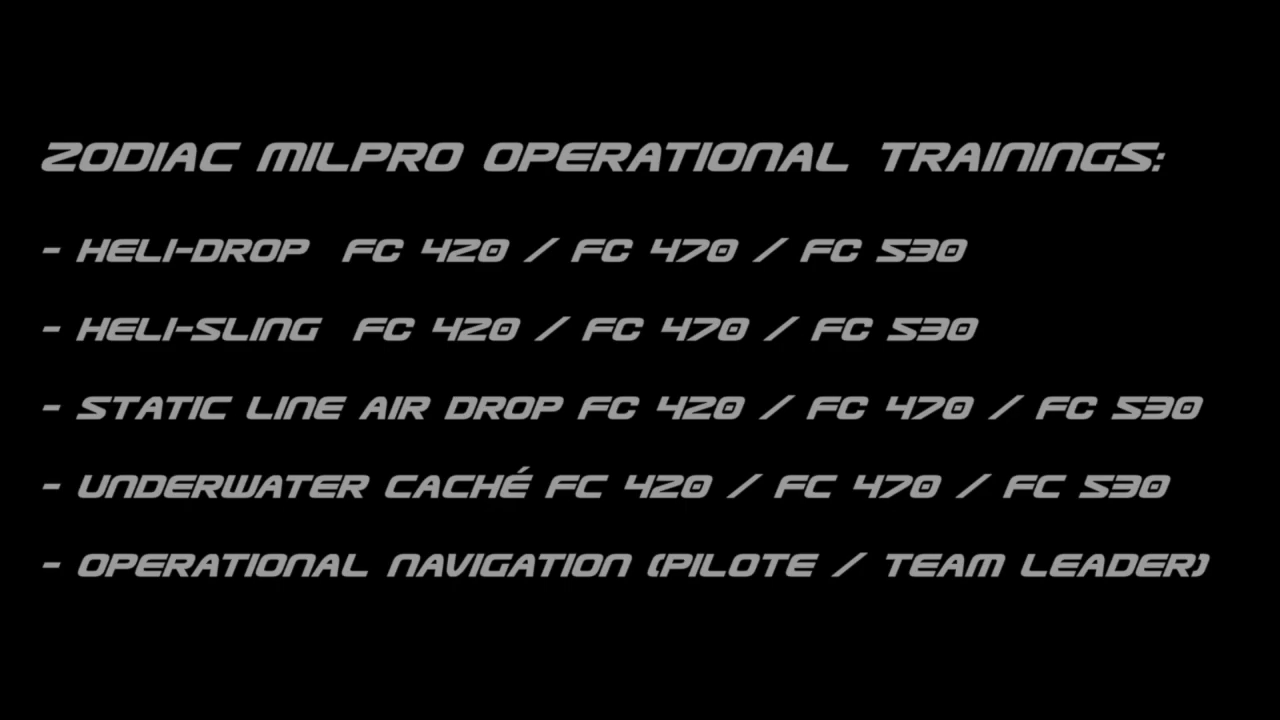 ZODIAC MILPRO OPERATIONAL TRAININGS:
- HELI-DROP FC 420 / FC 470 / FC 530
- HELI-SLING FC 420 / FC 470 / FC 530
- STATIC LINE AIR DROP FC 420 / FC 470 / FC 530
- UNDERWATER CACHÉ FC 420 / FC 470 / FC 530
- OPERATIONAL NAVIGATION (PILOTE / TEAM LEADER)